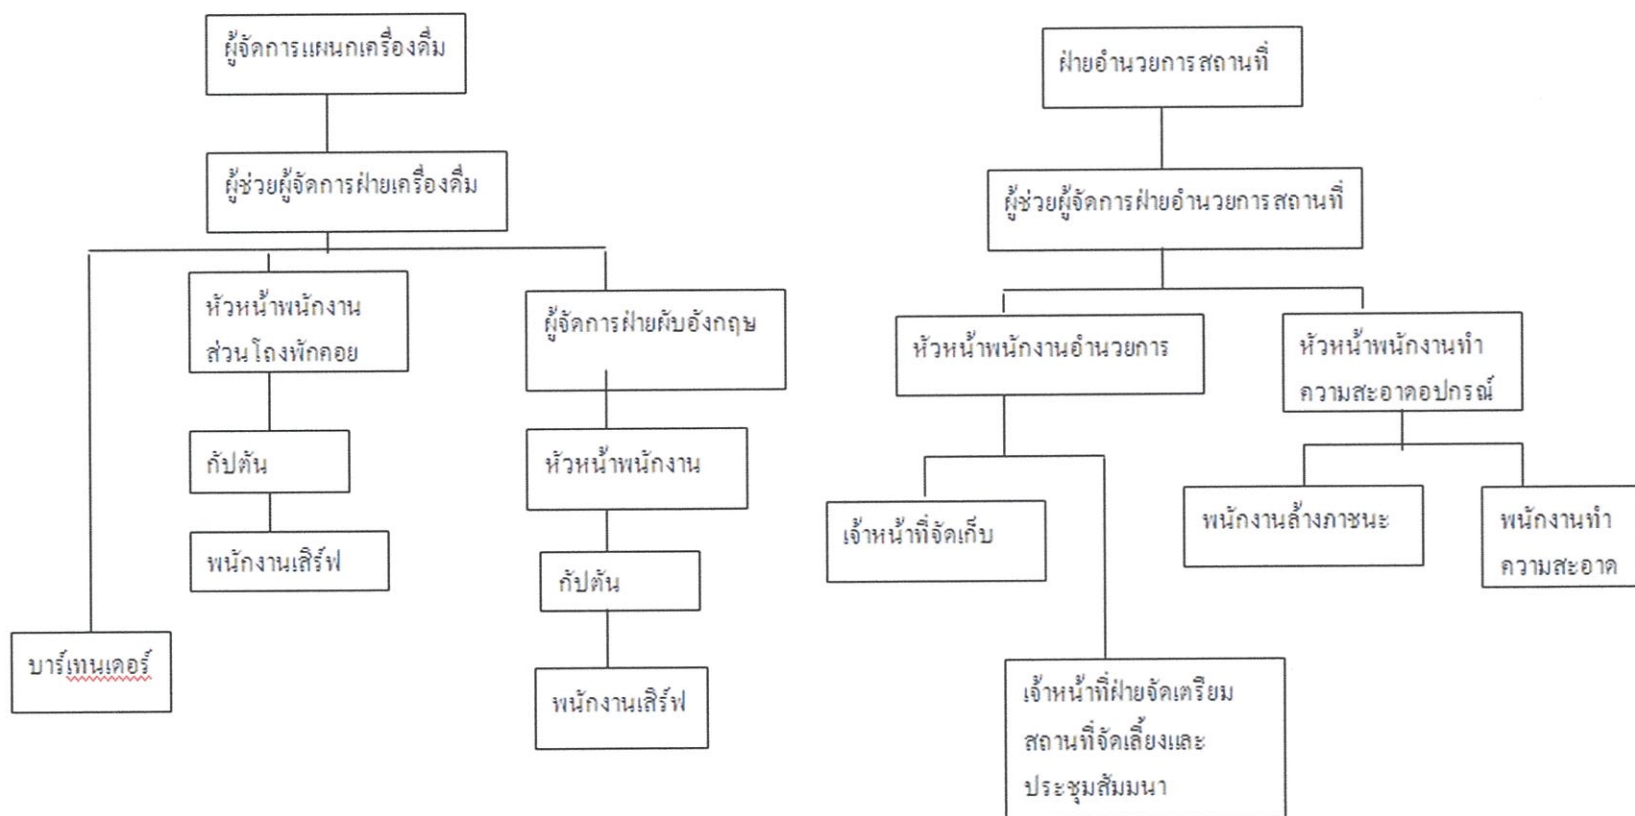 ผู้จัดการแผนกเครื่องดื่ม
ผู้ช่วยผู้จัดการฝ่ายเครื่องดื่ม
หัวหน้าพนักงาน
ส่วนโถงพักคอย
กัปตัน
พนักงานเสิร์ฟ
ผู้จัดการฝ่ายผับอังกฤษ
หัวหน้าพนักงาน
กัปตัน
พนักงานเสิร์ฟ
บาร์เทนเดอร์
ฝ่ายอำนวยการสถานที่
ผู้ช่วยผู้จัดการฝ่ายอำนวยการสถานที่
หัวหน้าพนักงานอำนวยการ
หัวหน้าพนักงานทำ
ความสะอาดอปกรณ์
เจ้าหน้าที่จัดเก็บ
พนักงานล้างภาชนะ
พนักงานทำ
ความสะอาด
เจ้าหน้าที่ฝ่ายจัดเตรียม
สถานที่จัดเลี้ยงและ
ประชุมสัมมนา